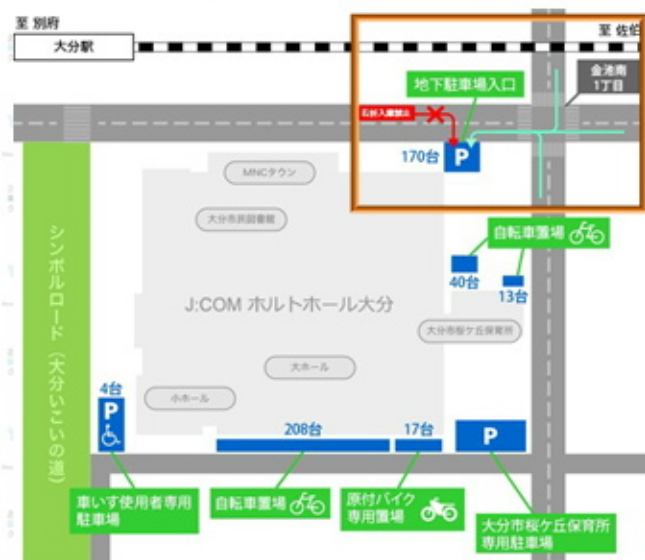 至 別府
大分駅
至 佐伯
金池南
1丁目
地下駐車場入口
右折入庫禁止
170台
P
MNCタウン
大分市民図書館
自転車置場
40台
13台
シンボルロード（大分いこいの道）
J:COM ホルトホール大分
大分市桜ケ丘保育所
大ホール
小ホール
4台
P
208台
17台
P
車いす使用者専用
駐車場
自転車置場
原付バイク
専用置場
大分市桜ケ丘保育所
専用駐車場